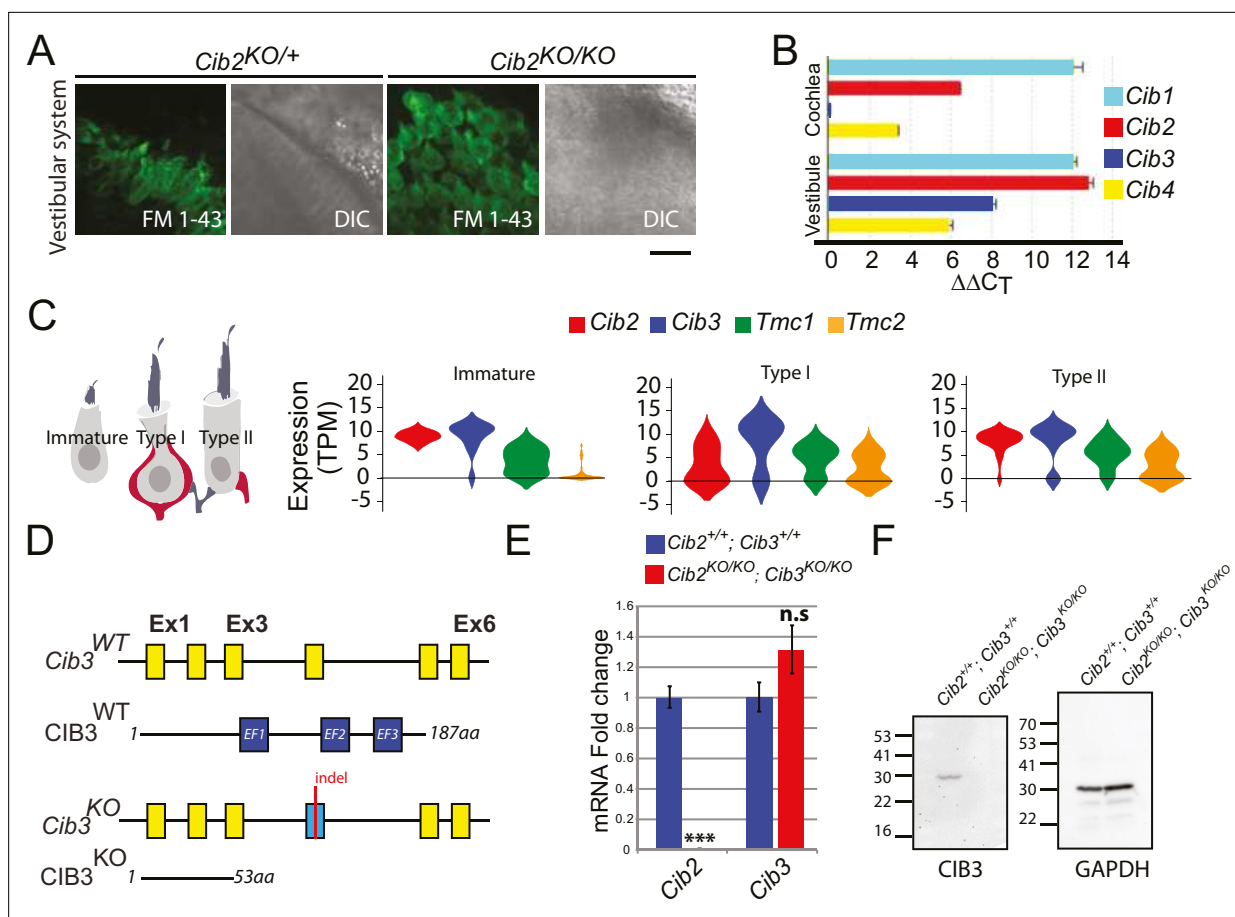 A
Cib2KO/+
Cib2KO/KO
Vestibular system
FM 1-43
DIC
FM 1-43
DIC
B
Cochlea
Vestibule
Cib1
Cib2
Cib3
Cib4
0 2 4 6 8 10 12 14
ΔΔCT
C
Cib2 Cib3 Tmc1 Tmc2
Immature Type I Type II
Expression (TPM)
Immature
20
15
10
5
0
-5
Type I
20
15
10
5
0
-5
Type II
20
15
10
5
0
-5
D
Ex1 Ex3 Ex6
Cib3WT
CIB3WT
1 EF1 EF2 EF3 187aa
indel
Cib3KO
CIB3KO
1 53aa
E
Cib2+/+; Cib3+/+
Cib2KO/KO; Cib3KO/KO
mRNA Fold change
1.6
1.4
1.2
1
0.8
0.6
0.4
0.2
0
***
n.s
Cib2
Cib3
F
Cib2+/+; Cib3+/+
Cib2KO/KO; Cib3KO/KO
53
41
30
22
16
CIB3
Cib2+/+; Cib3+/+
Cib2KO/KO; Cib3KO/KO
70
53
41
30
22
GAPDH